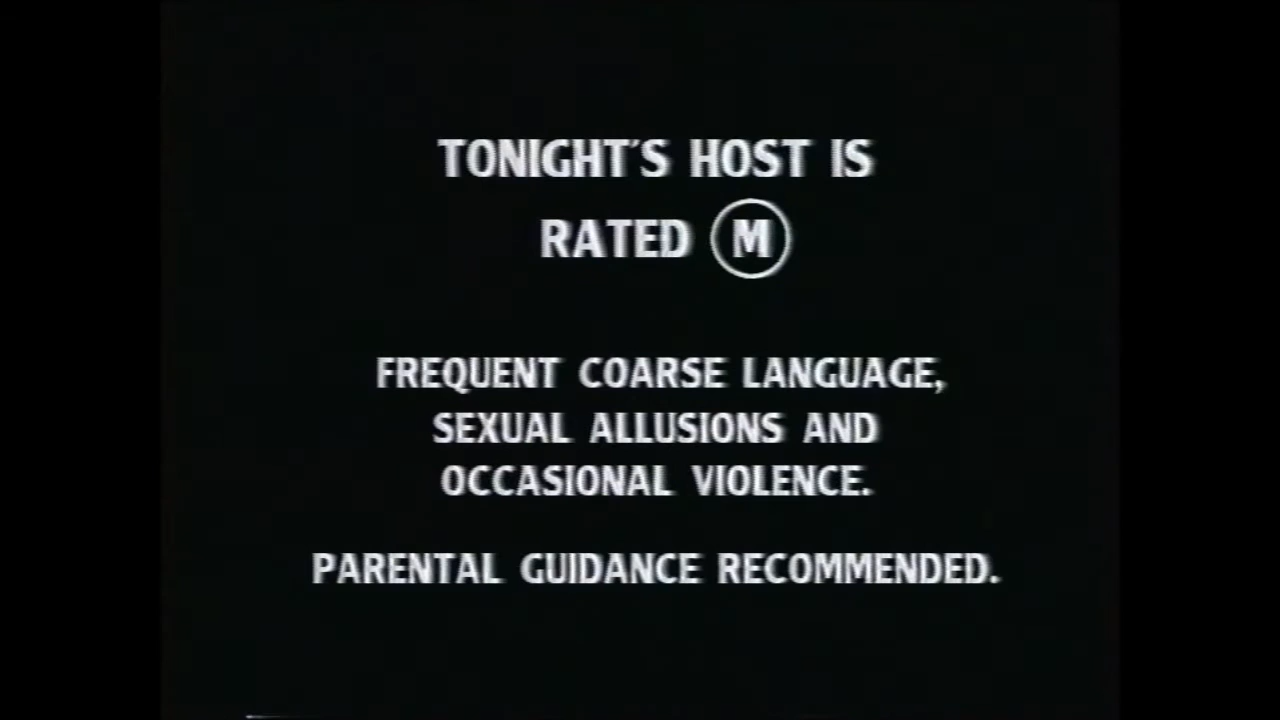 TONIGHT'S HOST IS
RATED M
FREQUENT COARSE LANGUAGE,
SEXUAL ALLUSIONS AND
OCCASIONAL VIOLENCE.
PARENTAL GUIDANCE RECOMMENDED.